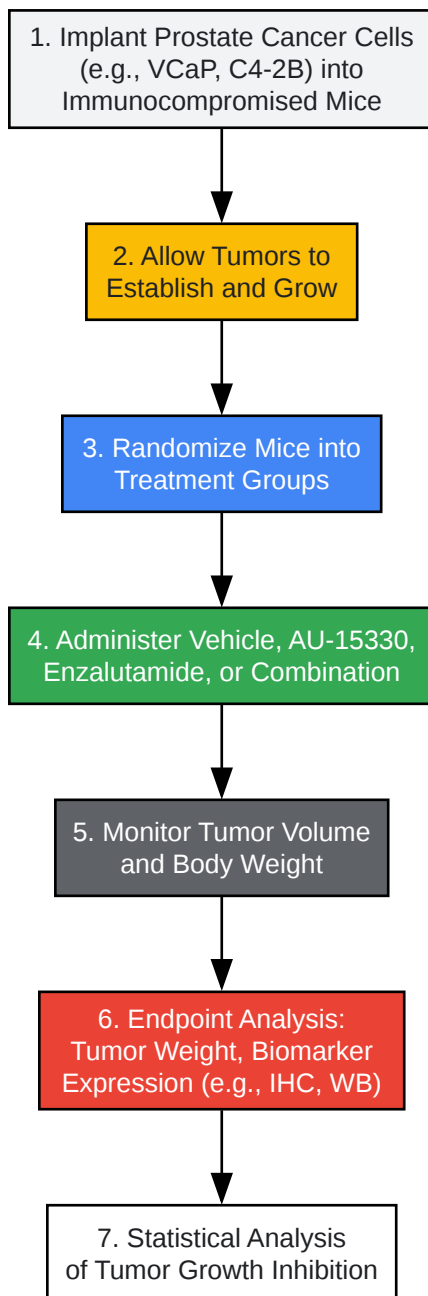 1. Implant Prostate Cancer Cells
(e.g., VCaP, C4-2B) into
Immunocompromised Mice
2. Allow Tumors to
Establish and Grow
3. Randomize Mice into
Treatment Groups
4. Administer Vehicle, AU-15330,
Enzalutamide, or Combination
5. Monitor Tumor Volume
and Body Weight
6. Endpoint Analysis:
Tumor Weight, Biomarker
Expression (e.g., IHC, WB)
7. Statistical Analysis
of Tumor Growth Inhibition